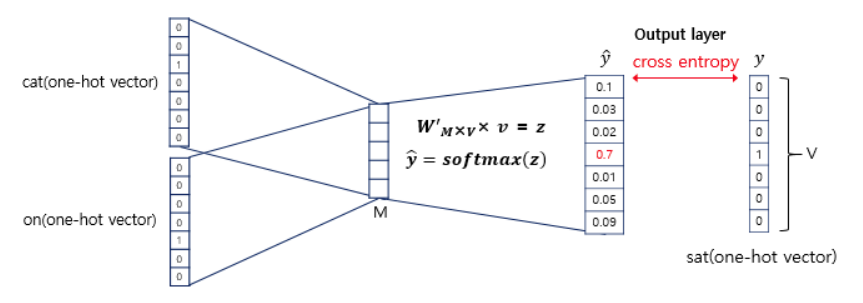 cat(one-hot vector)
0
0
1
0
0
0
0
on(one-hot vector)
0
0
0
0
1
0
0
M
W'M×V× v = z
ŷ = softmax(z)
Output layer
ŷ
cross entropy
y
0.1
0.03
0.02
0.7
0.01
0.05
0.09
0
0
0
1
0
0
0
V
sat(one-hot vector)